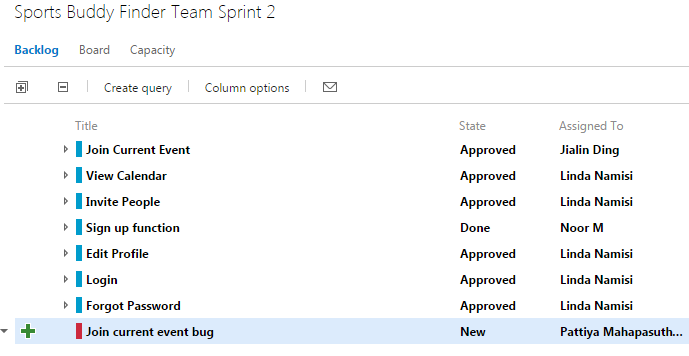 Sports Buddy Finder Team Sprint 2
Backlog Board Capacity
Create query Column options
Title State Assigned To
Join Current Event Approved Jialin Ding
View Calendar Approved Linda Namisi
Invite People Approved Linda Namisi
Sign up function Done Noor M
Edit Profile Approved Linda Namisi
Login Approved Linda Namisi
Forgot Password Approved Linda Namisi
Join current event bug New Pattiya Mahapasuth...